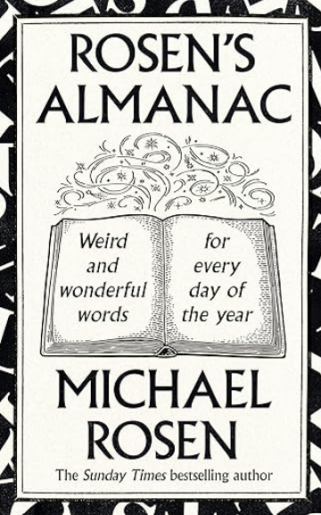 ROSEN'S
ALMANAC
Weird
and
wonderful
words
for
every
day of
the year
MICHAEL
ROSEN
The Sunday Times bestselling author